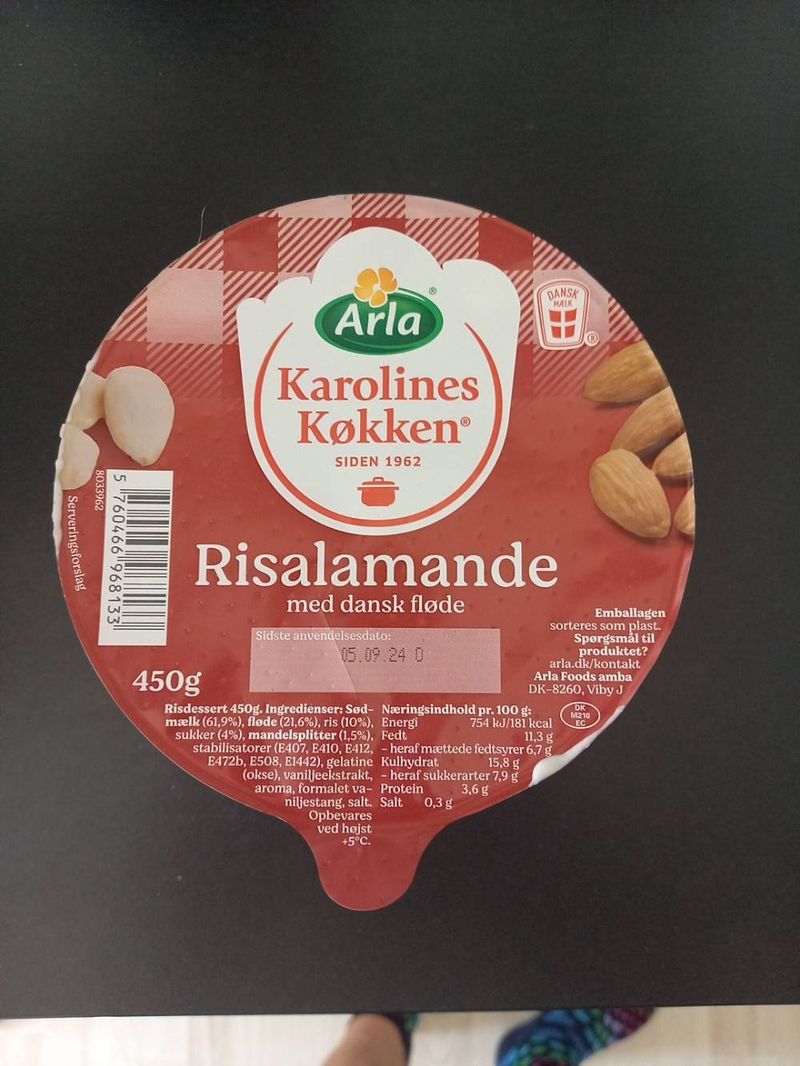 Arla®
DANSK
MÆLK
Karolines
Køkken®
SIDEN 1962
8033962
Serveringsforslag
5 760466 968133
Risalamande
med dansk fløde
Sidste anvendelsesdato:
05.09.24 0
450g
Emballagen
sorteres som plast.
Spørgsmål til
produktet?
arla.dk/kontakt
Arla Foods amba
DK-8260, Viby J
DK
M210
EC
Risdessert 450g. Ingredienser: Sød-
mælk (61,9%), fløde (21,6%), ris (10%),
sukker (4%), mandelsplitter (1,5%),
stabilisatorer (E407, E410, E412,
E472b, E508, E1442), gelatine
(okse), vaniljeekstrakt,
aroma, formalet va-
niljestang, salt.
Opbevares
ved højst
+5°C.
Næringsindhold pr. 100 g:
Energi 754 kJ/181 kcal
Fedt 11,3 g
- heraf mættede fedtsyrer 6,7 g
Kulhydrat 15,8 g
- heraf sukkerarter 7,9 g
Protein 3,6 g
Salt 0,3 g